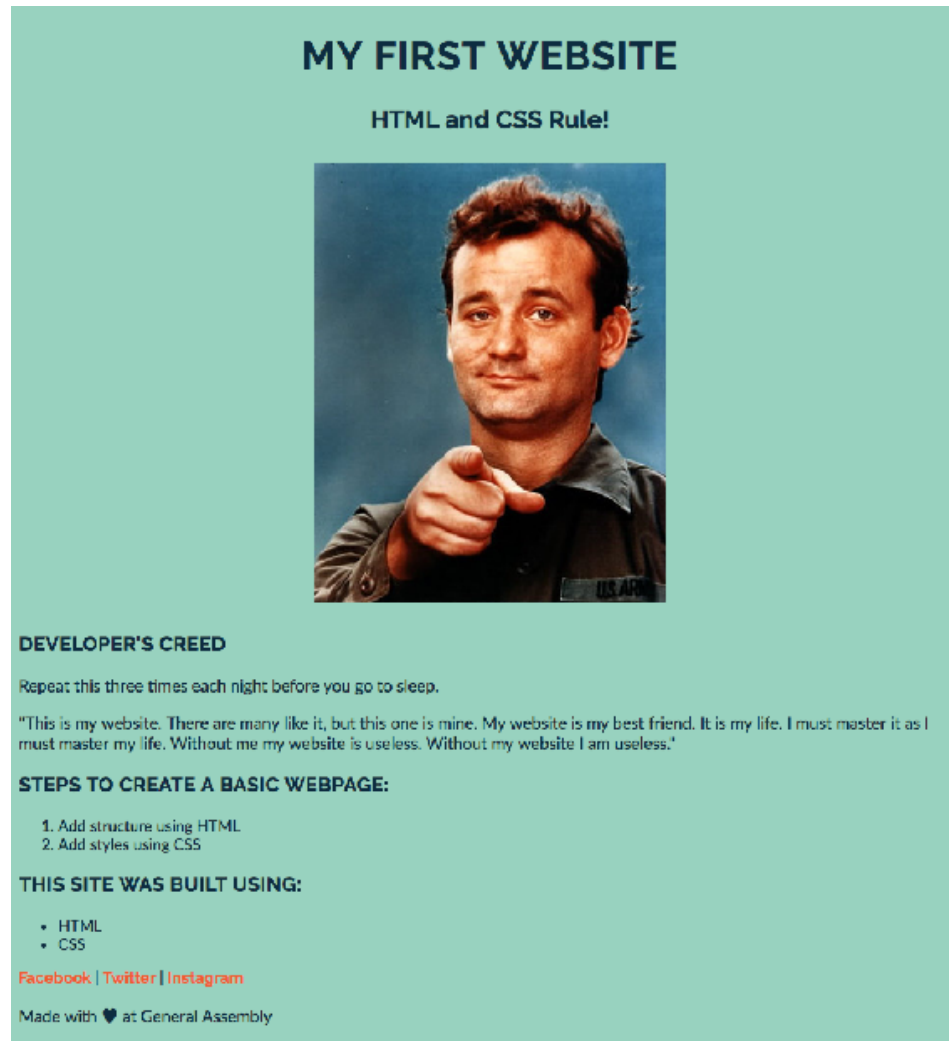 MY FIRST WEBSITE
HTML and CSS Rule!
U.S. ARM
DEVELOPER'S CREED
Repeat this three times each night before you go to sleep.
"This is my website. There are many like it, but this one is mine. My website is my best friend. It is my life. I must master it as I
must master my life. Without me my website is useless. Without my website I am useless."
STEPS TO CREATE A BASIC WEBPAGE:
1. Add structure using HTML
2. Add styles using CSS
THIS SITE WAS BUILT USING:
• HTML
• CSS
Facebook | Twitter | Instagram
Made with ♥ at General Assembly